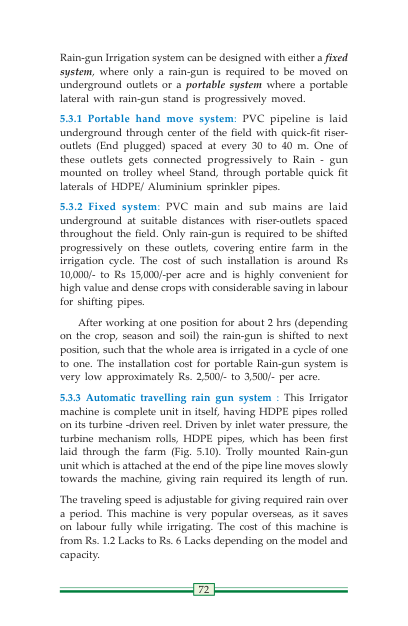 Rain-gun Irrigation system can be designed with either a fixed
system, where only a rain-gun is required to be moved on
underground outlets or a portable system where a portable
lateral with rain-gun stand is progressively moved.
5.3.1 Portable hand move system: PVC pipeline is laid
underground through center of the field with quick-fit riser-
outlets (End plugged) spaced at every 30 to 40 m. One of
these outlets gets connected progressively to Rain - gun
mounted on trolley wheel Stand, through portable quick fit
laterals of HDPE/ Aluminium sprinkler pipes.
5.3.2 Fixed system: PVC main and sub mains are laid
underground at suitable distances with riser-outlets spaced
throughout the field. Only rain-gun is required to be shifted
progressively on these outlets, covering entire farm in the
irrigation cycle. The cost of such installation is around Rs
10,000/- to Rs 15,000/-per acre and is highly convenient for
high value and dense crops with considerable saving in labour
for shifting pipes.
After working at one position for about 2 hrs (depending
on the crop, season and soil) the rain-gun is shifted to next
position, such that the whole area is irrigated in a cycle of one
to one. The installation cost for portable Rain-gun system is
very low approximately Rs. 2,500/- to 3,500/- per acre.
5.3.3 Automatic travelling rain gun system : This Irrigator
machine is complete unit in itself, having HDPE pipes rolled
on its turbine -driven reel. Driven by inlet water pressure, the
turbine mechanism rolls, HDPE pipes, which has been first
laid through the farm (Fig. 5.10). Trolly mounted Rain-gun
unit which is attached at the end of the pipe line moves slowly
towards the machine, giving rain required its length of run.
The traveling speed is adjustable for giving required rain over
a period. This machine is very popular overseas, as it saves
on labour fully while irrigating. The cost of this machine is
from Rs. 1.2 Lacks to Rs. 6 Lacks depending on the model and
capacity.
72